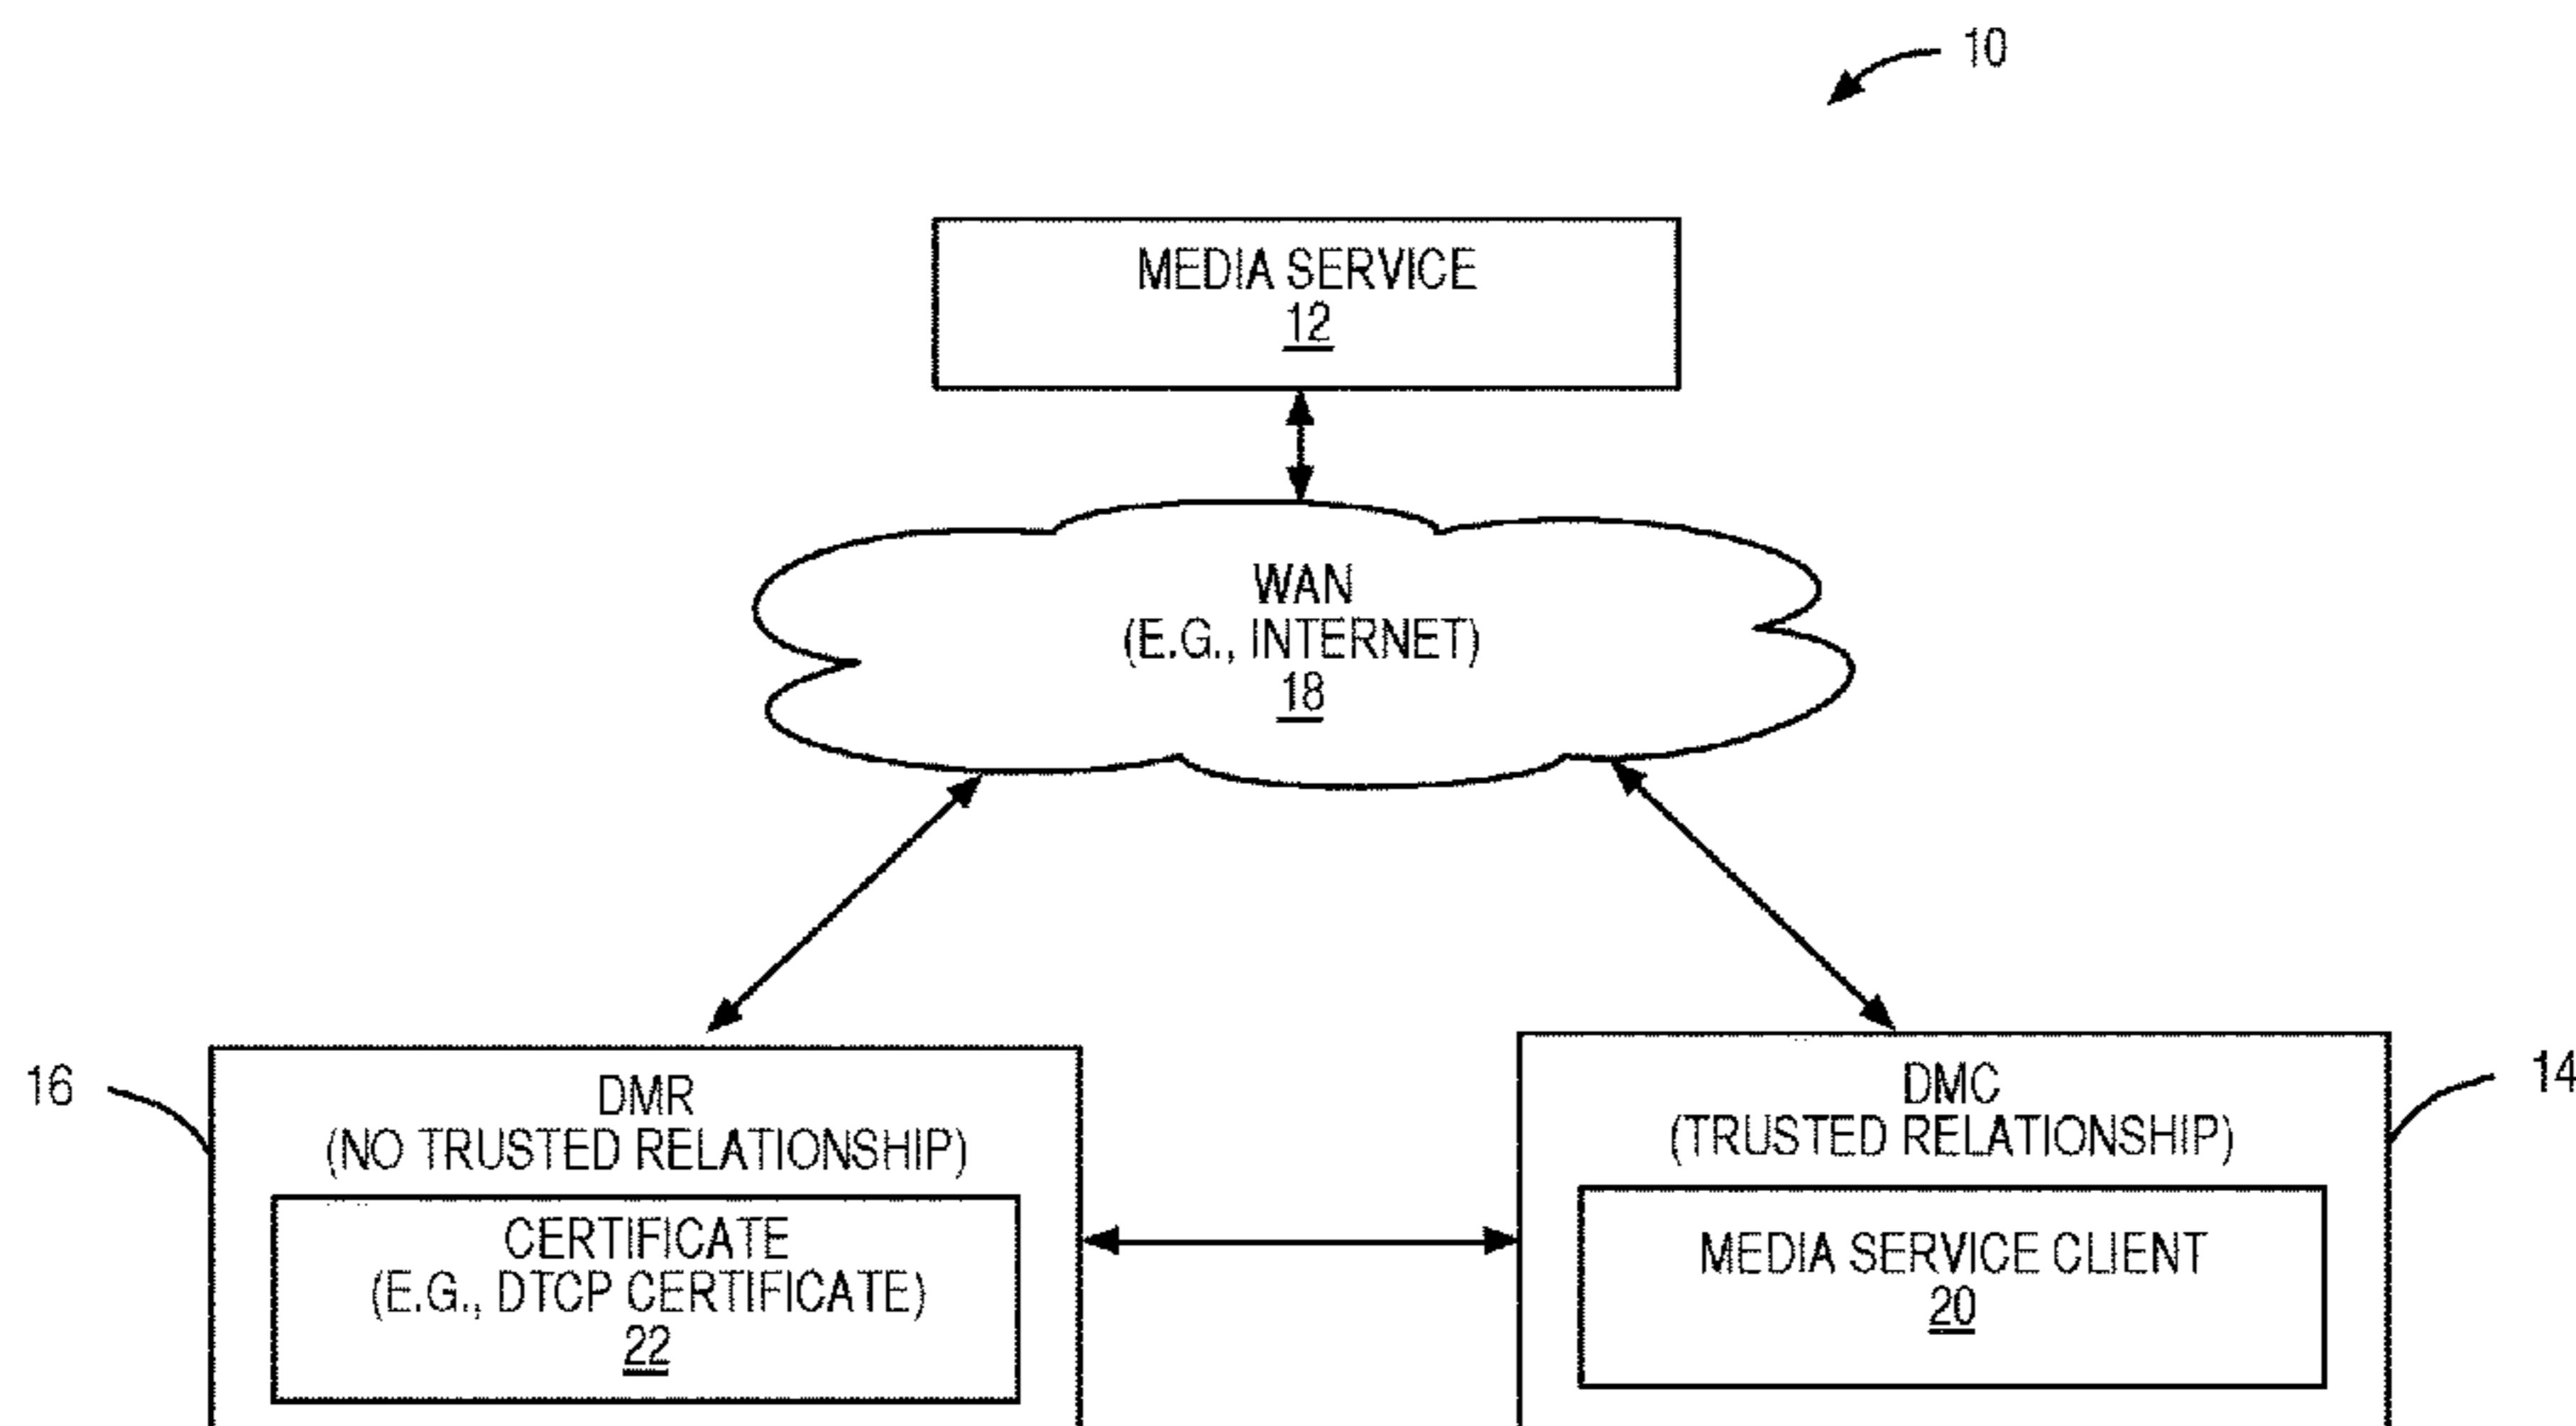 10
MEDIA SERVICE
12
WAN
(E.G., INTERNET)
18
16
DMR
(NO TRUSTED RELATIONSHIP)
CERTIFICATE
(E.G., DTCP CERTIFICATE)
22
DMC
(TRUSTED RELATIONSHIP)
14
MEDIA SERVICE CLIENT
20